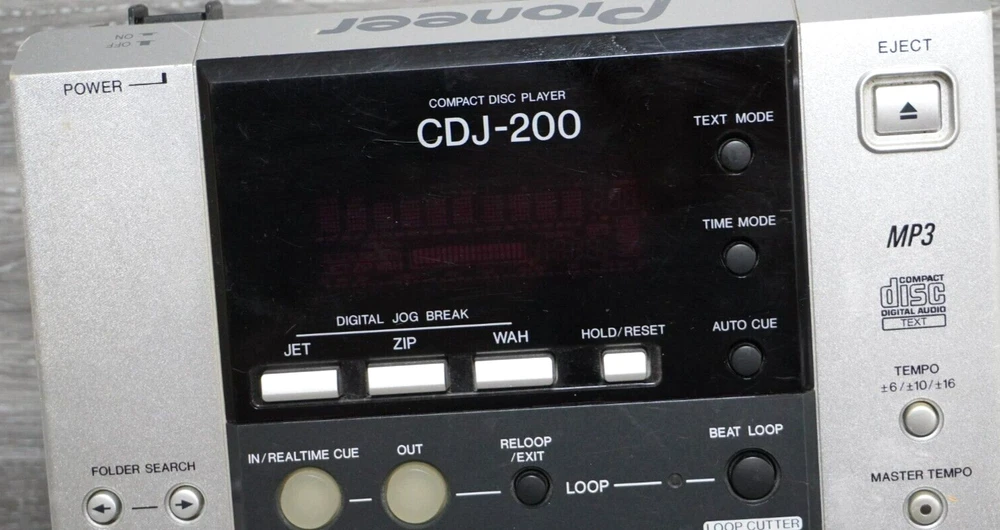 Pioneer
OFF
ON
POWER
EJECT
COMPACT DISC PLAYER
CDJ-200
TEXT MODE
TIME MODE
MP3
COMPACT
disc
DIGITAL AUDIO
TEXT
DIGITAL JOG BREAK
JET
ZIP
WAH
HOLD/RESET
AUTO CUE
TEMPO
±6/±10/±16
FOLDER SEARCH
IN/REALTIME CUE
OUT
RELOOP
/EXIT
LOOP
BEAT LOOP
MASTER TEMPO
LOOP CUTTER